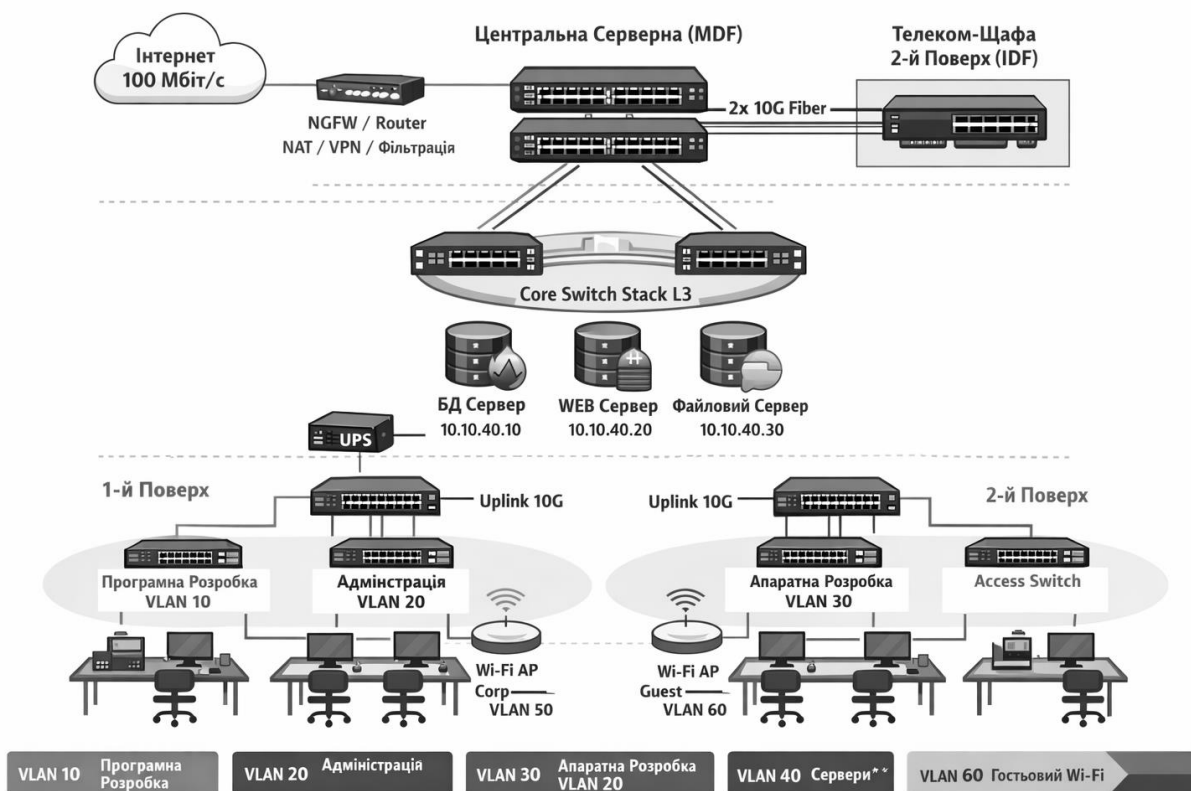 Інтернет
100 Мбіт/с
NGFW / Router
NAT / VPN / Фільтрація
Центральна Серверна (MDF)
2x 10G Fiber
Телеком-Щафа
2-й Поверх (IDF)
Core Switch Stack L3
БД Сервер
10.10.40.10
WEB Сервер
10.10.40.20
Файловий Сервер
10.10.40.30
UPS
1-й Поверх
Uplink 10G
Uplink 10G
2-й Поверх
Програмна Розробка
VLAN 10
Адмінстрація
VLAN 20
Апаратна Розробка
VLAN 30
Access Switch
Wi-Fi AP
Corp
VLAN 50
Wi-Fi AP
Guest
VLAN 60
VLAN 10 Програмна
Розробка
VLAN 20 Адміністрацій
VLAN 30 Апаратна Розробка
VLAN 20
VLAN 40 Сервери**
VLAN 60 Гостьовий Wi-Fi